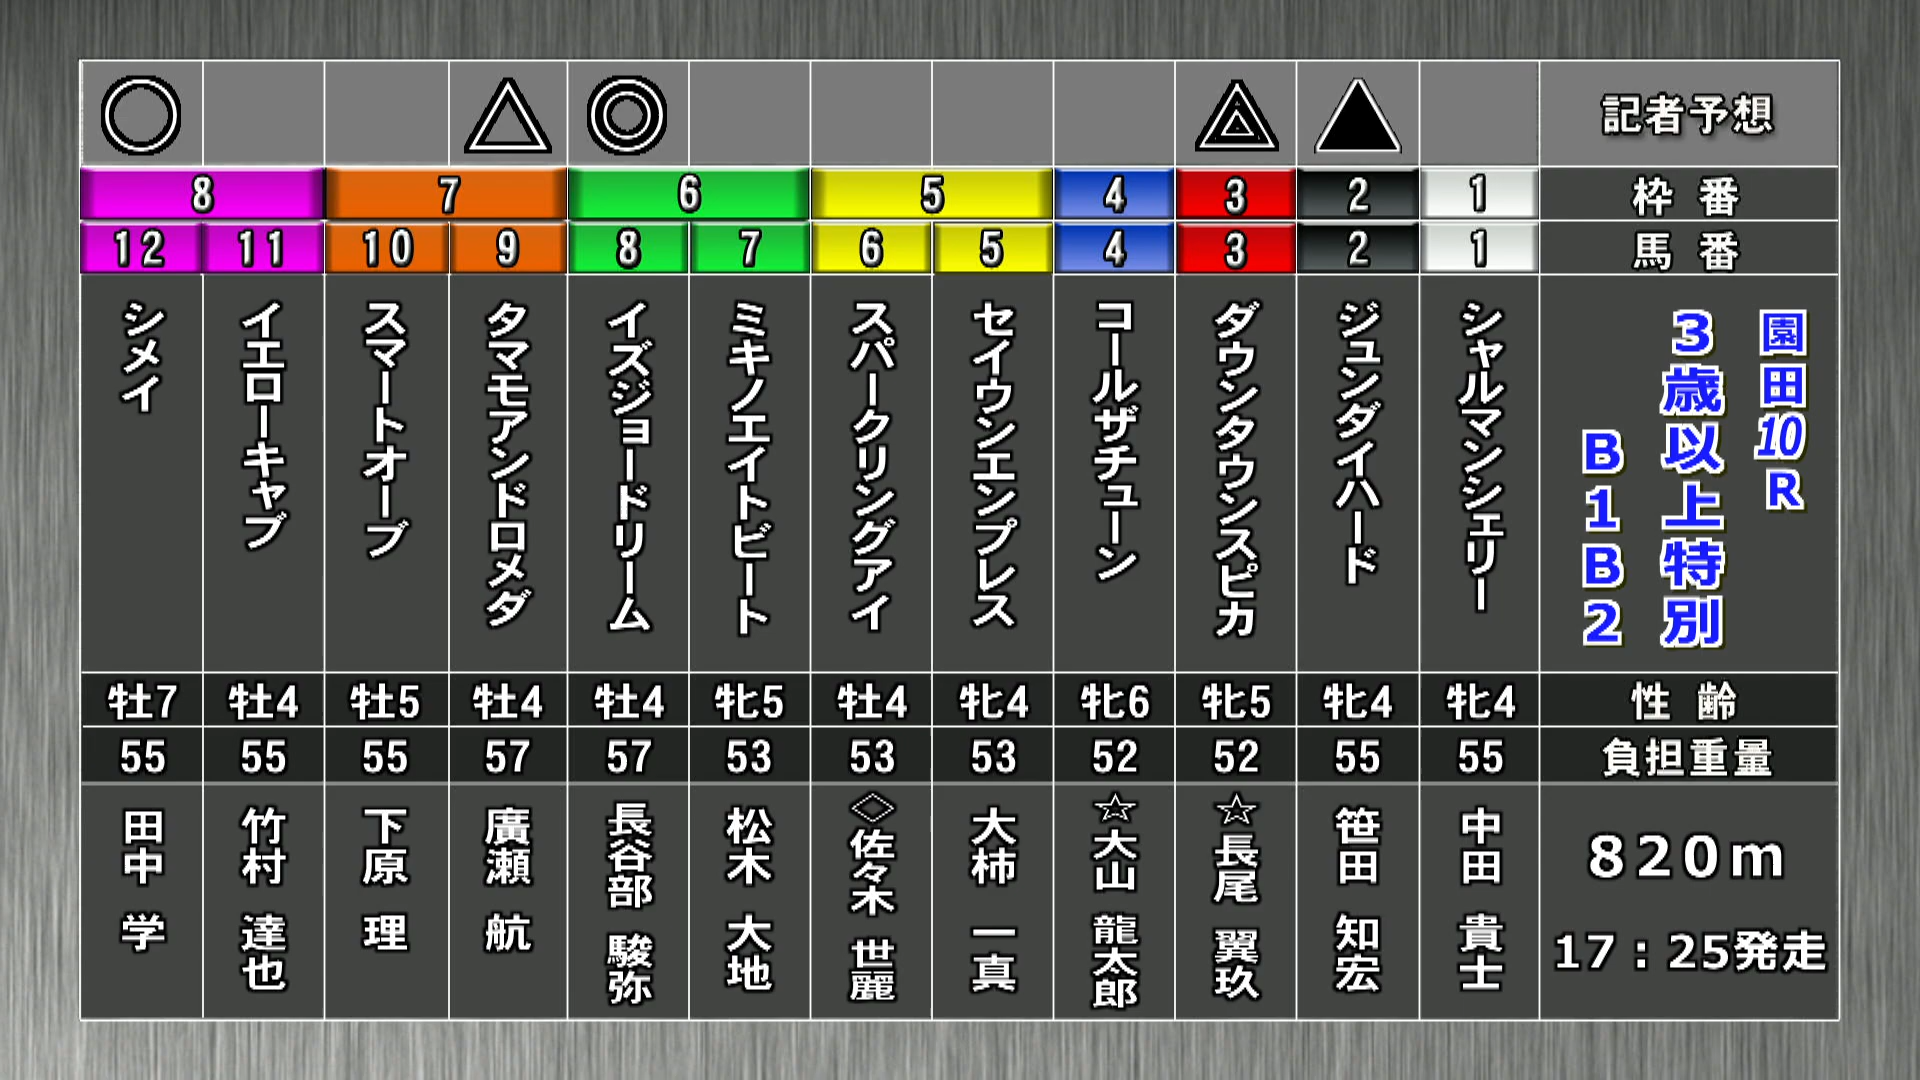 記者予想 ▲ △ ◎ △ ○
枠番 1 2 3 4 5 6 7 8
馬番 1 2 3 4 5 6 7 8 9 10 11 12
園田10R
3歳以上特別
B1B2
シャルマンシェリー
ジュンダイハード
ダウンタウンスピカ
コールザチューン
セイウンエンプレス
スパークリングアイ
ミキノエイトビート
イズジョードリーム
タマモアンドロメダ
スマートオーブ
イエローキャブ
シメイ
性齢 牝4 牝4 牝5 牝6 牝4 牡4 牝5 牡4 牡4 牡5 牡4 牡7
負担重量 55 55 52 52 53 53 53 57 57 55 55 55
820m
17:25発走
中田 貴士
笹田 知宏
☆長尾 翼玖
☆大山 龍太郎
大柿 一真
◇佐々木 世麗
松木 大地
長谷部 駿弥
廣瀬 航
下原 理
竹村 達也
田中 学